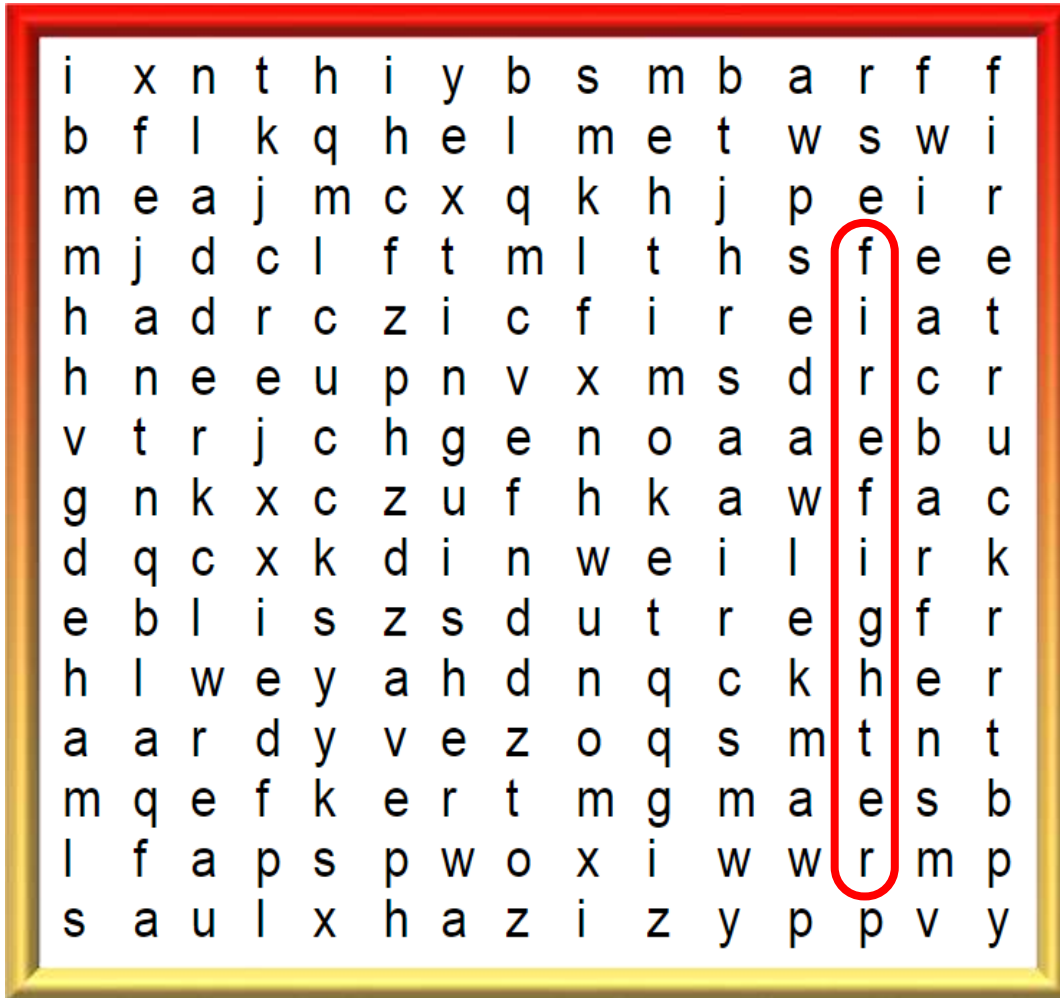 i x n t h i y b s m b a r f f
b f l k q h e l m e t w s w i
m e a j m c x q k h j p e i r
m j d c l f t m l t h s f e e
h a d r c z i c f i r e i a t
h n e e u p n v x m s d r c r
v t r j c h g e n o a a e b u
g n k x c z u f h k a w f a c
d q c x k d i n w e i l i r k
e b l i s z s d u t r e g f r
h l w e y a h d n q c k h e r
a a r d y v e z o q s m t n t
m q e f k e r t m g m a e s b
l f a p s p w o x i w w r m p
s a u l x h a z i z y p p v y